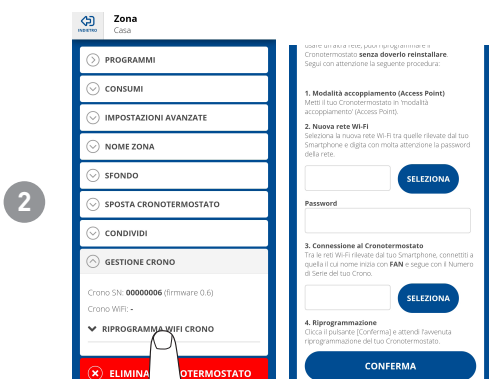 INDIETRO
Zona
Casa
PROGRAMMI
CONSUMI
IMPOSTAZIONI AVANZATE
NOME ZONA
SFONDO
SPOSTA CRONOTERMOSTATO
CONDIVIDI
GESTIONE CRONO
Crono SN: 00000006 (firmware 0.6)
Crono WiFi: -
RIPROGRAMMA WIFI CRONO
ELIMINA OTERMOSTATO
2
usare un'altra rete, puoi riprogrammare il
Cronotermostato senza doverlo reinstallare.
Segui con attenzione la seguente procedura:
1. Modalità accoppiamento (Access Point)
Metti il tuo Cronotermostato in 'modalità
accoppiamento' (Access Point).
2. Nuova rete Wi-Fi
Seleziona la nuova rete Wi-Fi tra quelle rilevate dal tuo
Smartphone e digita con molta attenzione la password
della rete.
SELEZIONA
Password
3. Connessione al Cronotermostato
Tra le reti Wi-Fi rilevate dal tuo Smartphone, connettiti a
quella il cui nome inizia con FAN e segue con il Numero
di Serie del tuo Crono.
SELEZIONA
4. Riprogrammazione
Clicca il pulsante [Conferma] e attendi l'avvenuta
riprogrammazione del tuo Cronotermostato.
CONFERMA